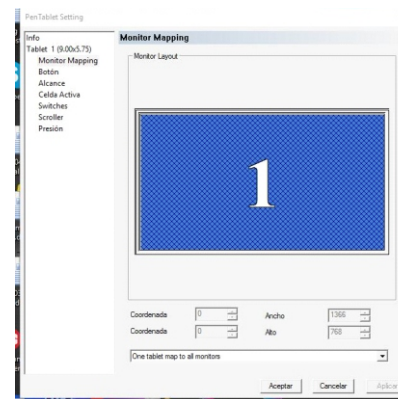 PenTablet Setting
Info
Tablet 1 (9.00x5.75)
Monitor Mapping
Botón
Alcance
Celda Activa
Switches
Scroller
Presión
Monitor Mapping
Monitor Layout
1
Coordenada 0 Ancho 1366
Coordenada 0 Alto 768
One tablet map to all monitors
Aceptar Cancelar Aplicar